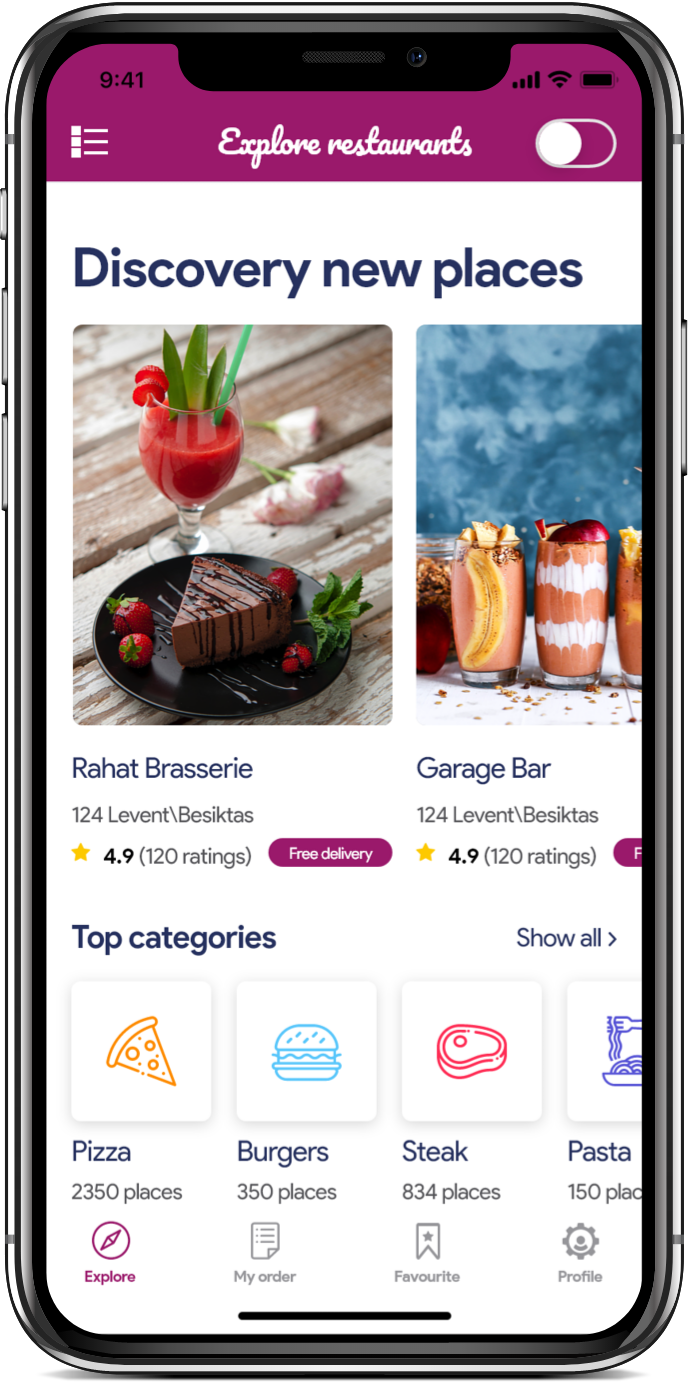 9:41
Explore restaurants
Discovery new places
Rahat Brasserie
124 Levent\Besiktas
4.9 (120 ratings)
Free delivery
Garage Bar
124 Levent\Besiktas
4.9 (120 ratings)
F
Top categories
Show all >
Pizza
2350 places
Burgers
350 places
Steak
834 places
Pasta
150 plac
Explore
My order
Favourite
Profile